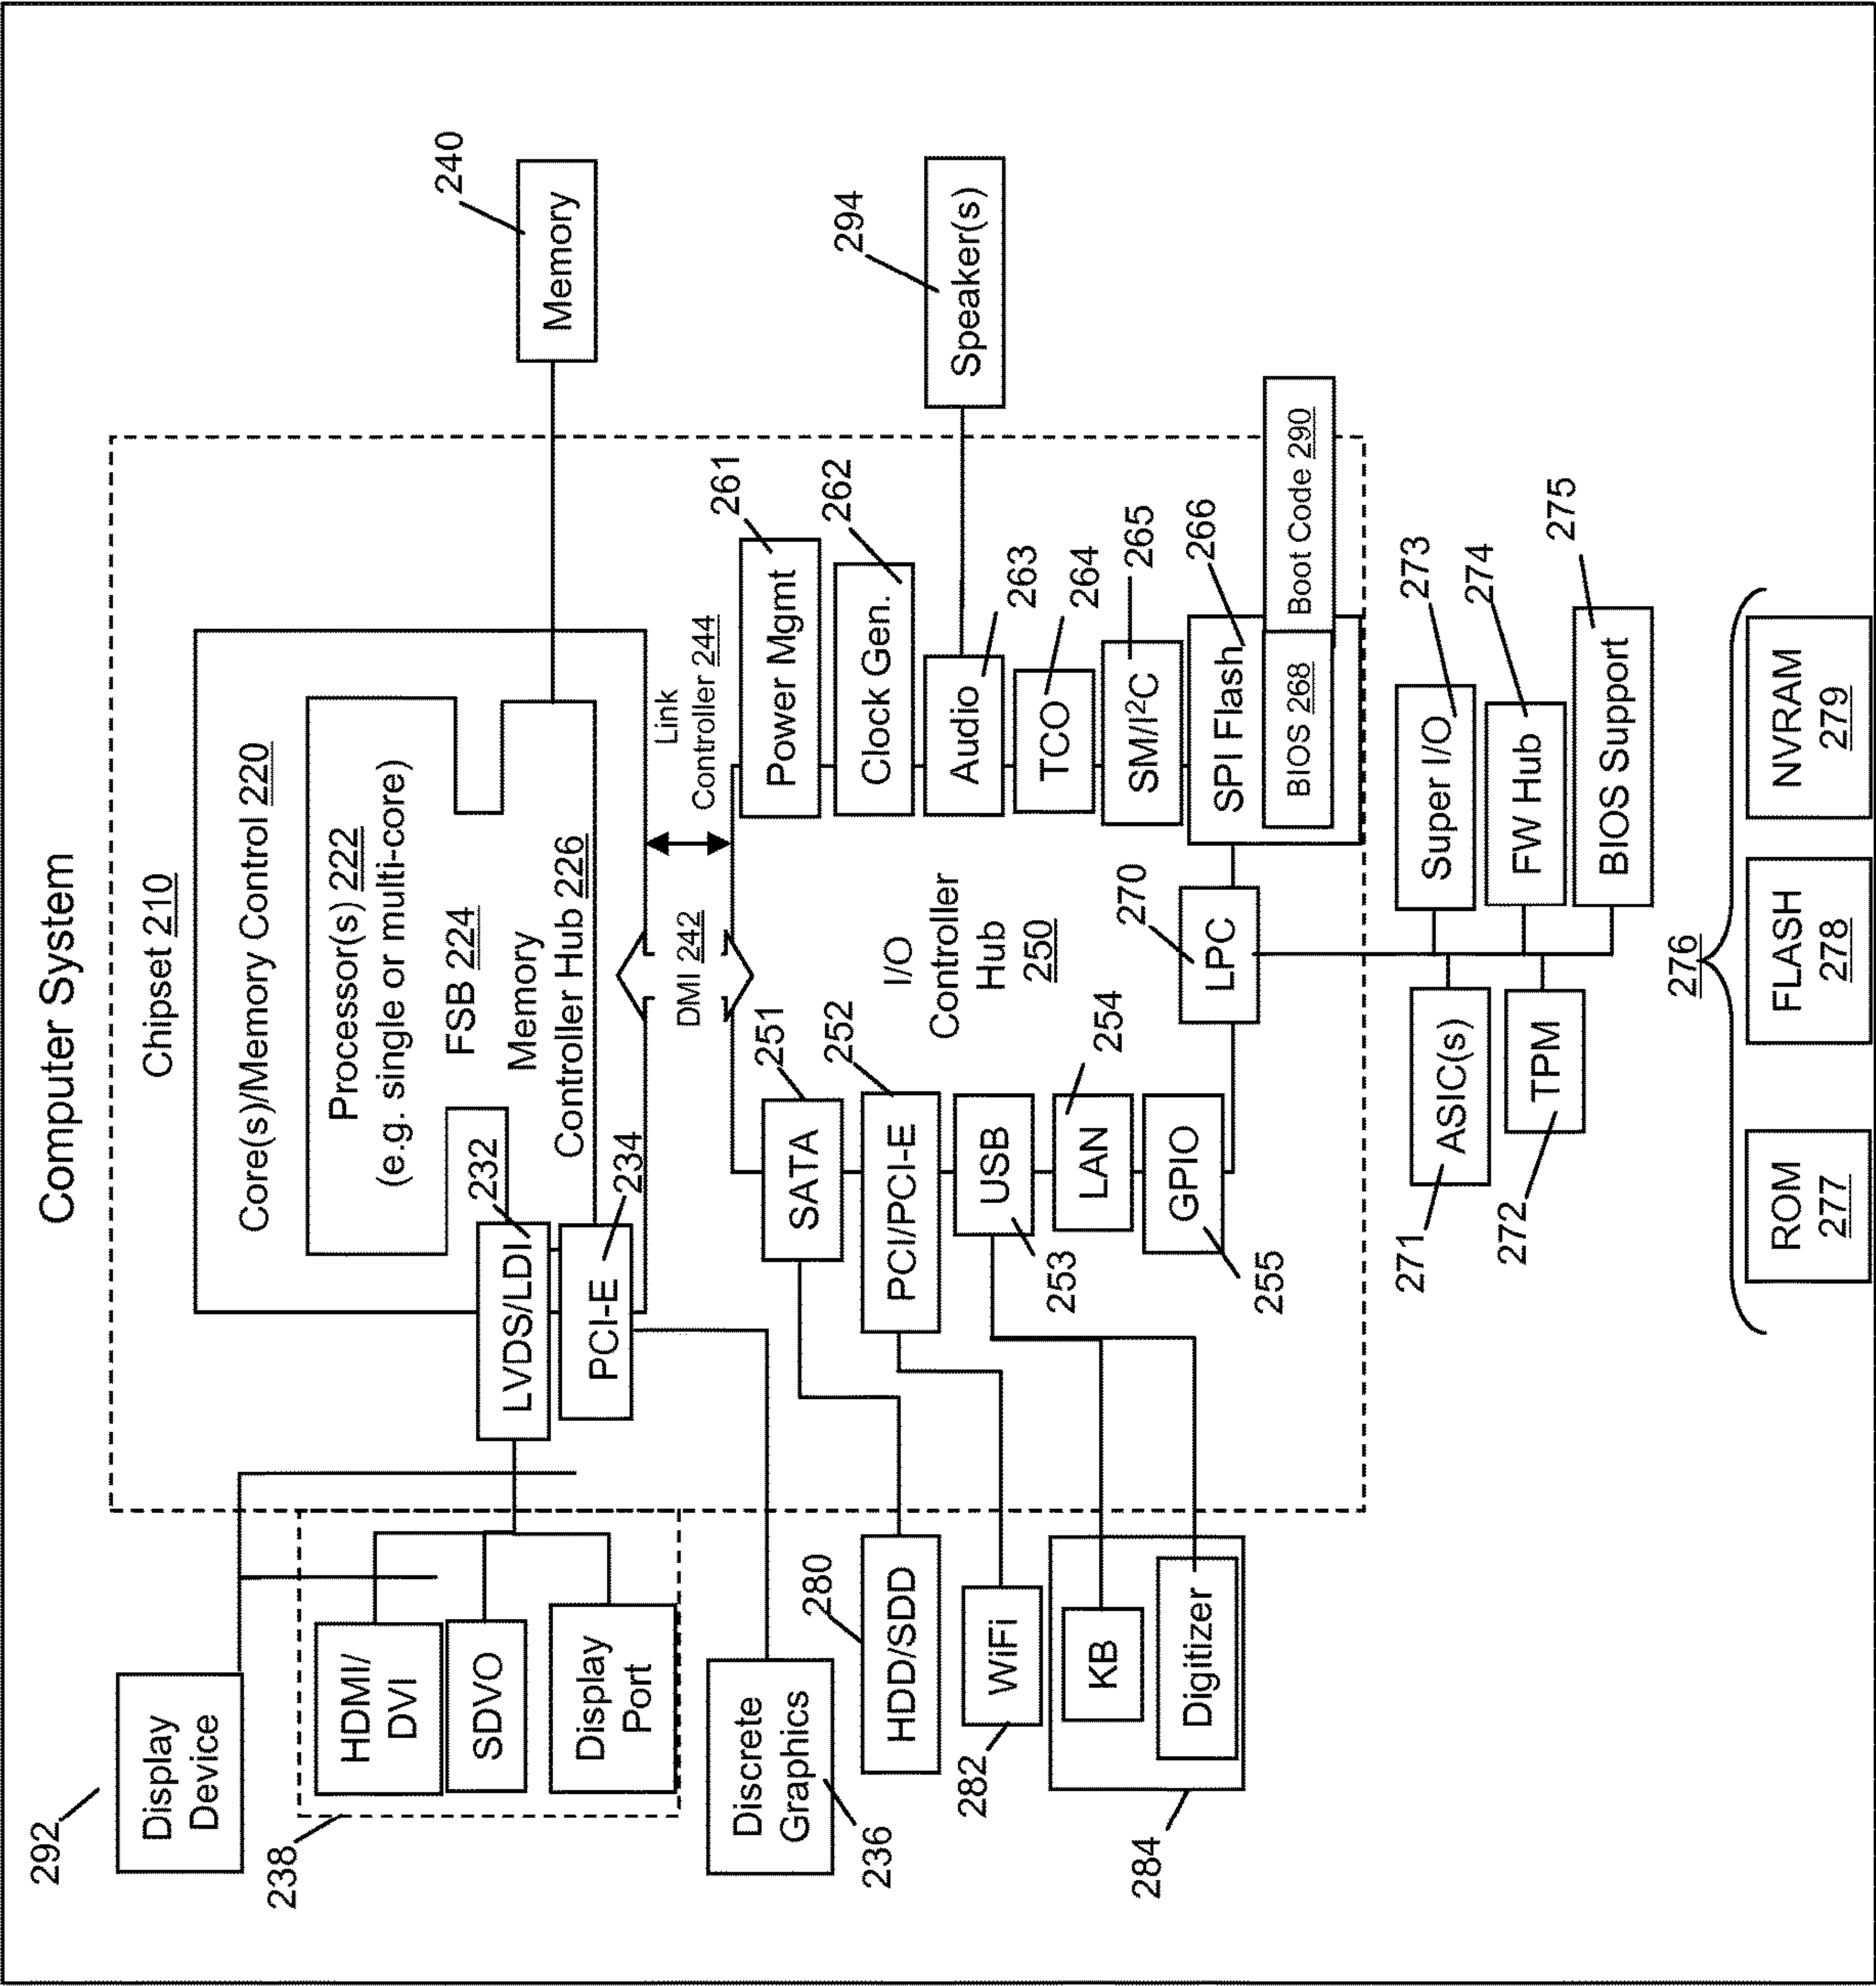 Computer System
Chipset 210
Core(s)/Memory Control 220
Processor(s) 222
(e.g. single or multi-core)
FSB 224
Memory
Controller Hub 226
232
LVDS/LDI
234
PCI-E
240
Memory
292
Display
Device
238
HDMI/
DVI
SDVO
Display
Port
Discrete
Graphics
236
DMI 242
Link
Controller 244
I/O
Controller
Hub
250
251
SATA
252
PCI/PCI-E
USB
253
254
LAN
GPIO
255
261
Power Mgmt
262
Clock Gen.
294
Speaker(s)
Audio
263
TCO
264
SM/I²C
265
SPI Flash
266
BIOS 268
Boot Code 290
270
LPC
280
HDD/SDD
WiFi
282
KB
Digitizer
284
271
ASIC(s)
272
TPM
Super I/O
273
FW Hub
274
BIOS Support
275
276
ROM
277
FLASH
278
NVRAM
279